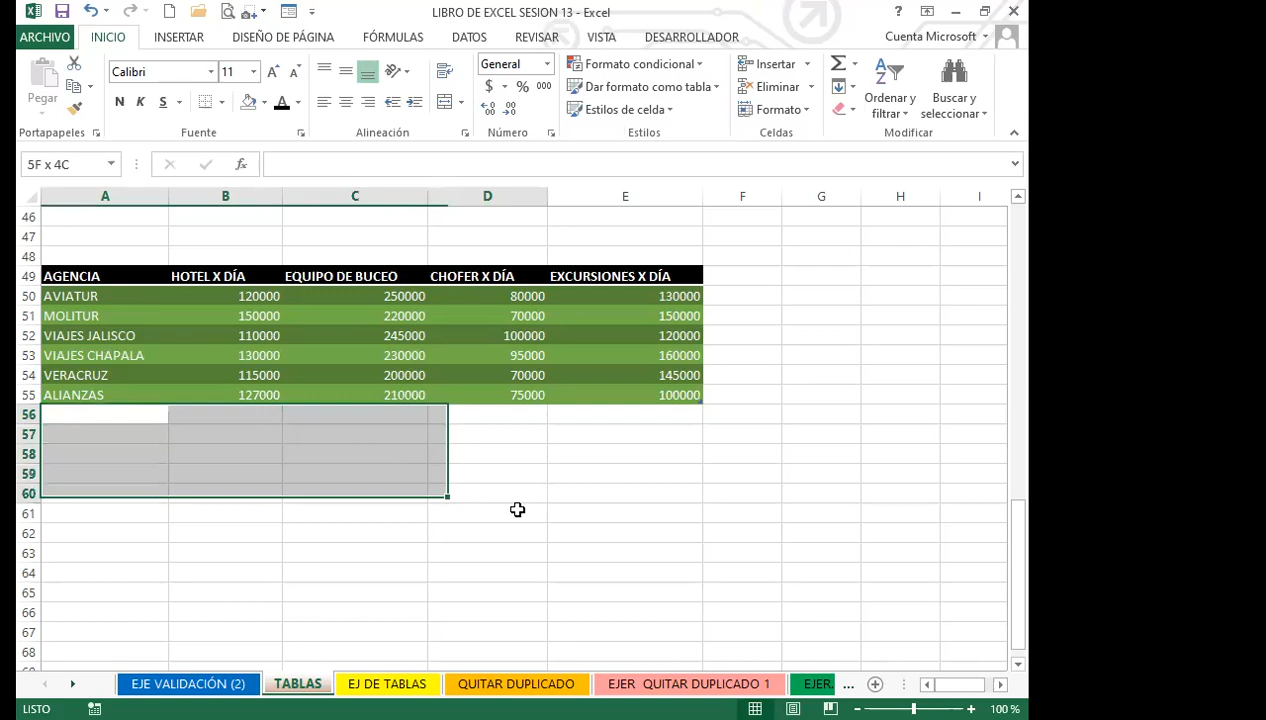 LIBRO DE EXCEL SESION 13 - Excel
ARCHIVO INICIO INSERTAR DISEÑO DE PÁGINA FÓRMULAS DATOS REVISAR VISTA DESARROLLADOR Cuenta Microsoft
Pegar
Portapapeles
Calibri 11
N K S A
Fuente
Alineación
General
$ % 000
Número
Formato condicional
Dar formato como tabla
Estilos de celda
Estilos
Insertar
Eliminar
Formato
Celdas
Ordenar y filtrar
Buscar y seleccionar
Modificar
5F x 4C fx
A B C D E F G H I
46
47
48
49 AGENCIA HOTEL X DÍA EQUIPO DE BUCEO CHOFER X DÍA EXCURSIONES X DÍA
50 AVIATUR 120000 250000 80000 130000
51 MOLITUR 150000 220000 70000 150000
52 VIAJES JALISCO 110000 245000 100000 120000
53 VIAJES CHAPALA 130000 230000 95000 160000
54 VERACRUZ 115000 200000 70000 145000
55 ALIANZAS 127000 210000 75000 100000
56
57
58
59
60
61
62
63
64
65
66
67
68
EJE VALIDACIÓN (2) TABLAS EJ DE TABLAS QUITAR DUPLICADO EJER QUITAR DUPLICADO 1 EJER. ...
LISTO 100 %